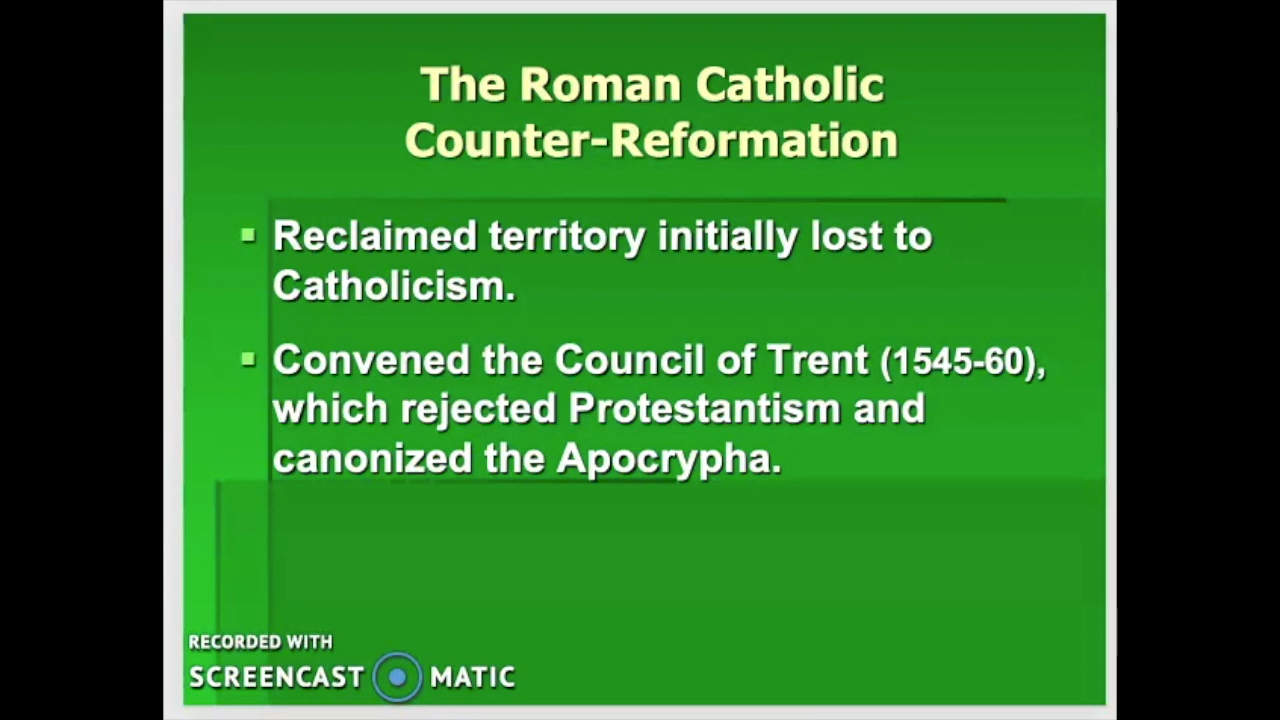 The Roman Catholic
Counter-Reformation
▪ Reclaimed territory initially lost to
Catholicism.
▪ Convened the Council of Trent (1545-60),
which rejected Protestantism and
canonized the Apocrypha.
RECORDED WITH
SCREENCAST MATIC